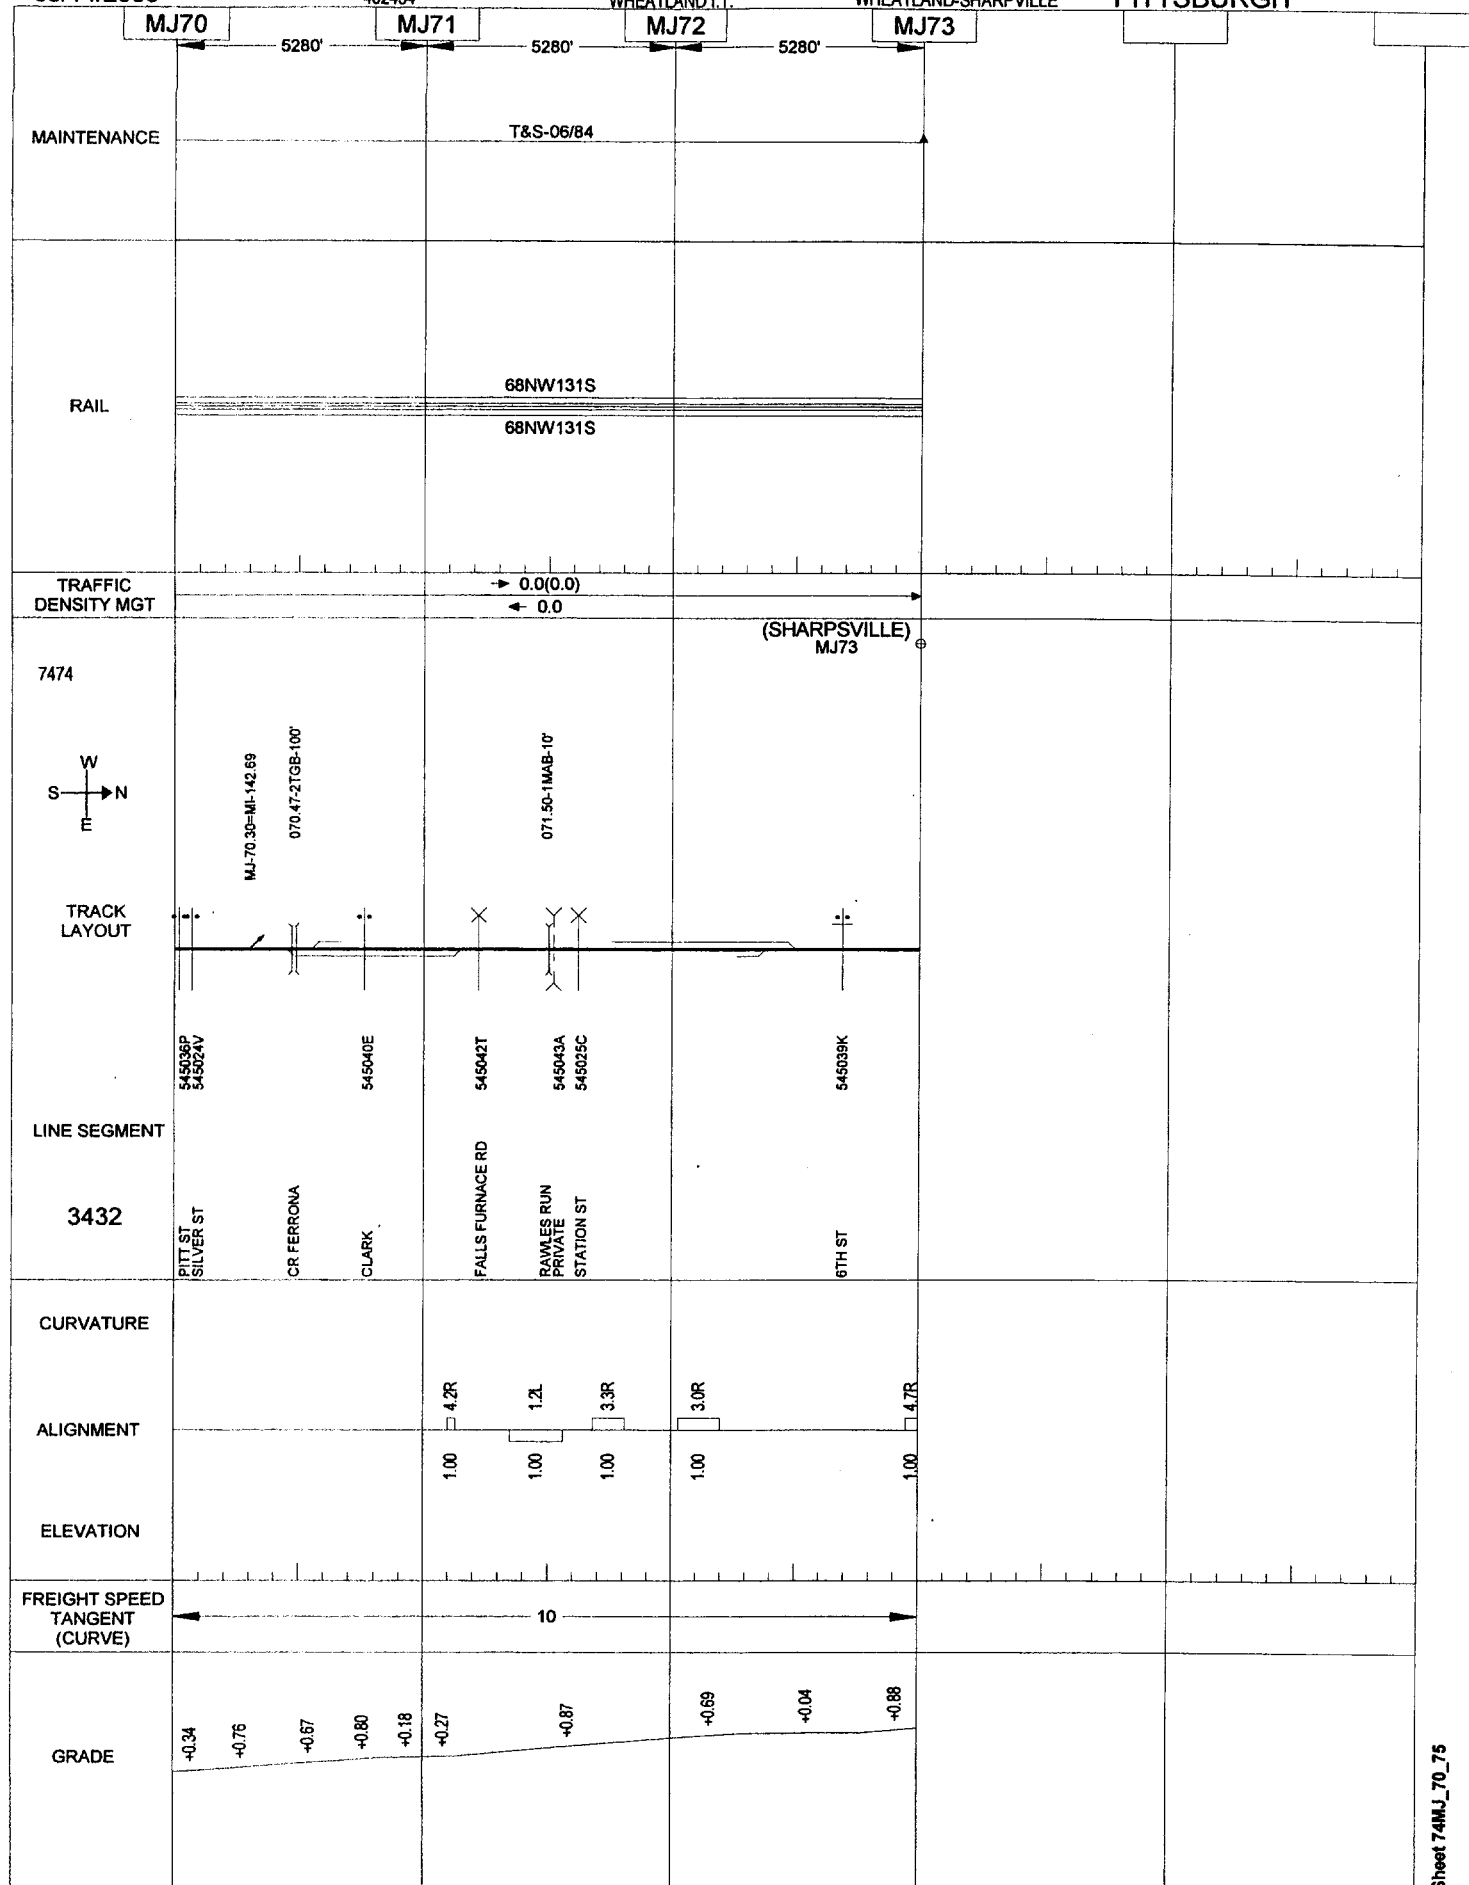 WHEATLAND I.T.
WHEATLAND-SHARPVILLE
PITTSBURGH
MJ70
MJ71
MJ72
MJ73
5280'
5280'
5280'
MAINTENANCE
T&S-06/84
RAIL
68NW131S
68NW131S
TRAFFIC
DENSITY MGT
0.0(0.0)
0.0
(SHARPSVILLE)
MJ73
7474
W
S N
E
MJ-70.30=MI-142.69
070.47-2TGB-100'
071.50-1MAB-10'
TRACK
LAYOUT
545036P
545024V
545040E
545042T
545043A
545025C
545039K
LINE SEGMENT
3432
PITT ST
SILVER ST
CR FERRONA
CLARK
FALLS FURNACE RD
RAWLES RUN
PRIVATE
STATION ST
6TH ST
CURVATURE
4.2R
1.2L
3.3R
3.0R
4.7R
ALIGNMENT
1.00
1.00
1.00
1.00
1.00
ELEVATION
FREIGHT SPEED
TANGENT
(CURVE)
10
GRADE
+0.34
+0.76
+0.67
+0.80
+0.18
+0.27
+0.87
+0.69
+0.04
+0.88
Sheet 74MJ_70_75